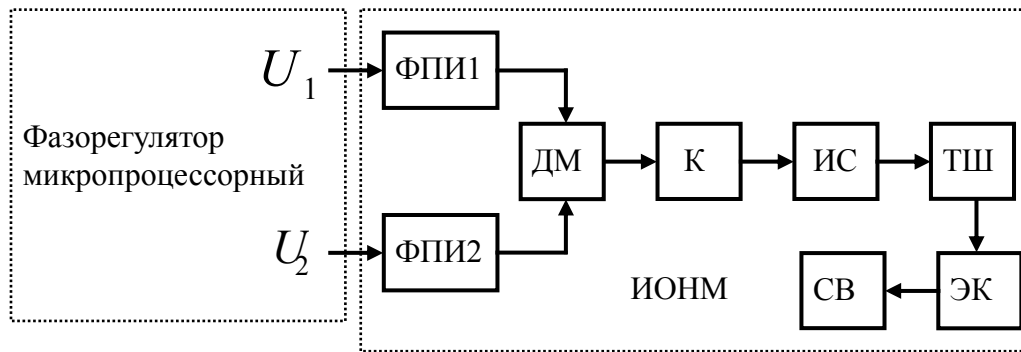 U1
ФПИ1
Фазорегулятор
микропроцессорный
ДМ
К
ИС
ТШ
U2
ФПИ2
ИОНМ
СВ
ЭК